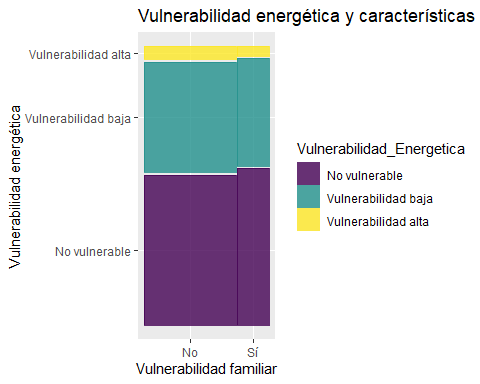 Vulnerabilidad energética y características
Vulnerabilidad energética
Vulnerabilidad alta
Vulnerabilidad baja
No vulnerable
No
Sí
Vulnerabilidad familiar
Vulnerabilidad_Energetica
No vulnerable
Vulnerabilidad baja
Vulnerabilidad alta